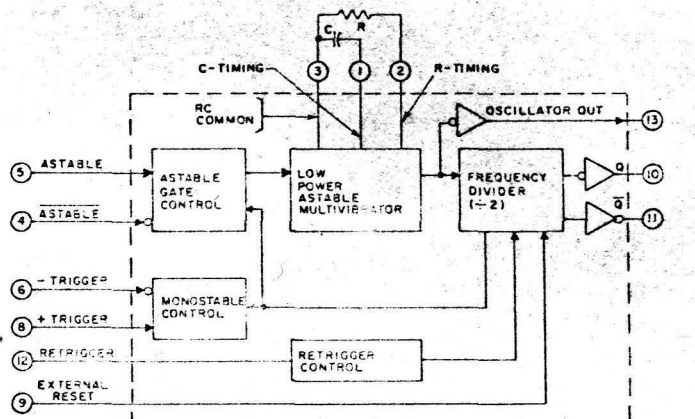 R
C
3
1
2
C-TIMING
R-TIMING
RC
COMMON
OSCILLATOR OUT
13
5
ASTABLE
ASTABLE
GATE
CONTROL
LOW
POWER
ASTABLE
MULTIVIBRATOR
FREQUENCY
DIVIDER
(÷2)
Q
10
4
ASTABLE
Q
11
6
- TRIGGER
MONOSTABLE
CONTROL
8
+ TRIGGER
12
RETRIGGER
RETRIGGER
CONTROL
EXTERNAL
9
RESET